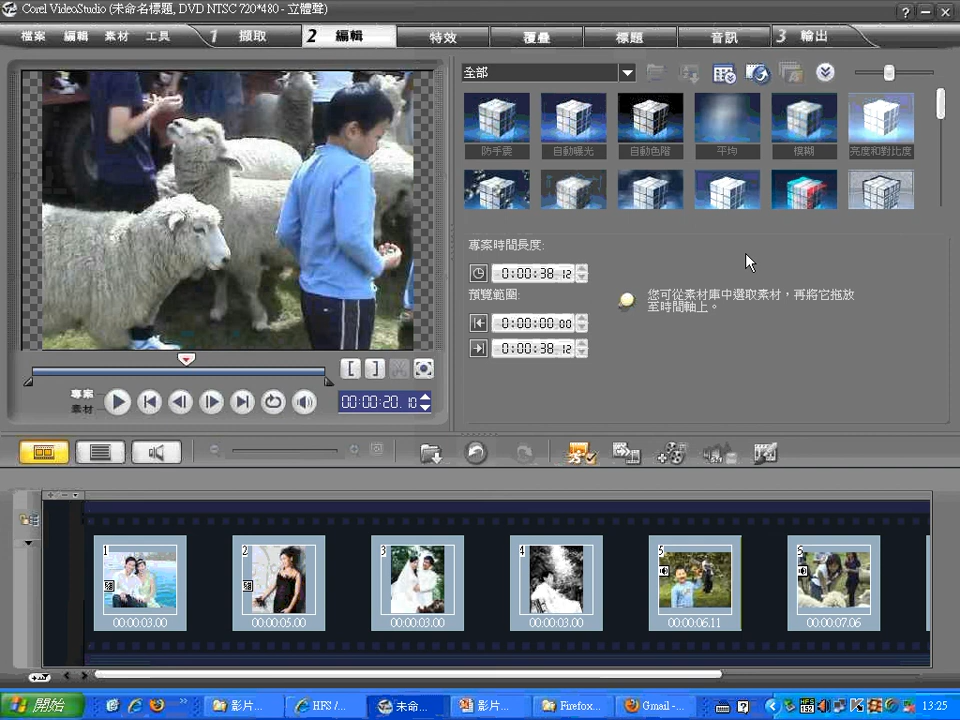 Corel VideoStudio (未命名標題, DVD NTSC 720*480 - 立體聲)
檔案 編輯 素材 工具 1 擷取 2 編輯 特效 覆疊 標題 音訊 3 輸出
全部
防手震 自動曝光 自動色階 平均 模糊 亮度和對比度
專案時間長度:
0:00:38.12
預覽範圍:
0:00:00.00
0:00:38.12
您可從素材庫中選取素材，再將它拖放
至時間軸上。
專案
素材
00:00:20.10
1 2 3 4 5 6
00:00:03.00 00:00:05.00 00:00:03.00 00:00:03.00 00:00:06.11 00:00:07.06
開始 影片... HFS /... 未命... 影片... Firefox... Gmail -... 13:25